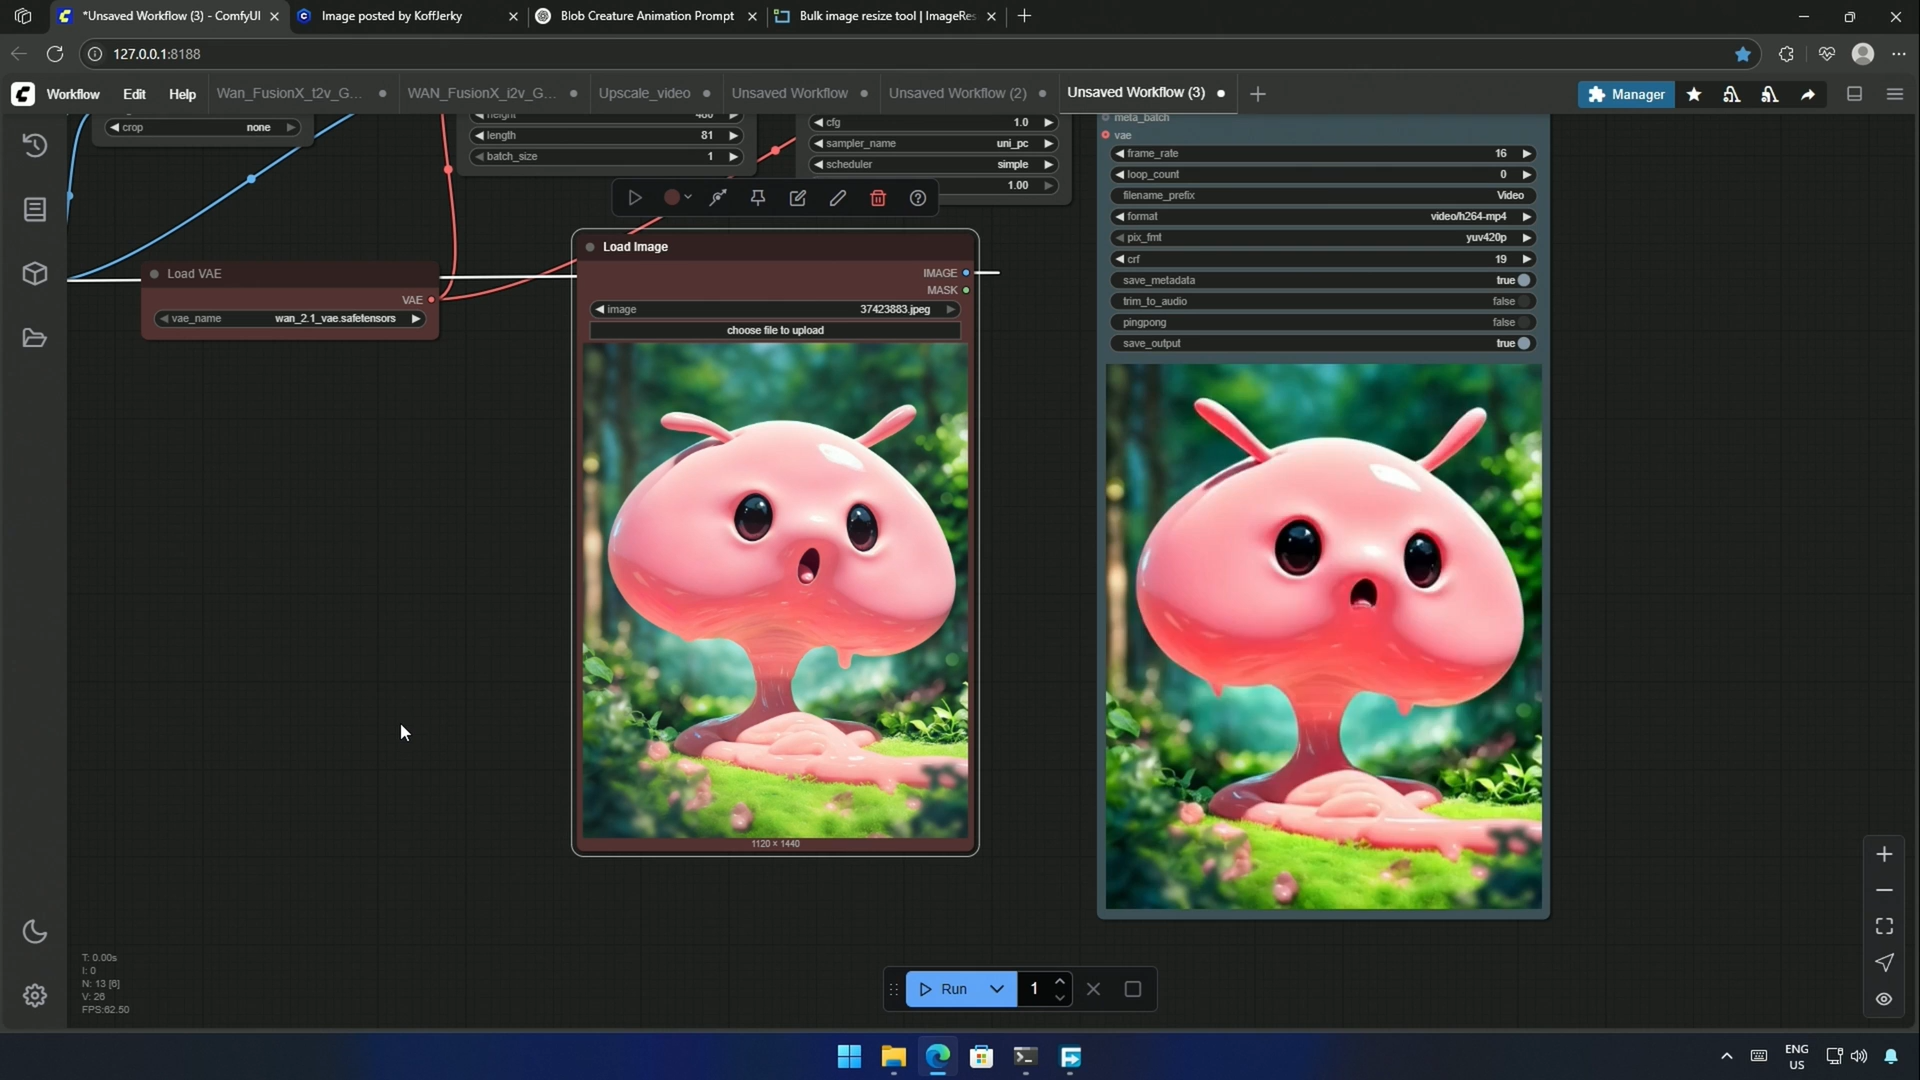 *Unsaved Workflow (3) - ComfyUI
Image posted by KoffJerky
Blob Creature Animation Prompt
Bulk image resize tool | ImageRes
127.0.0.1:8188
Workflow
Edit
Help
Wan_FusionX_t2v_G...
WAN_FusionX_i2v_G...
Upscale_video
Unsaved Workflow
Unsaved Workflow (2)
Unsaved Workflow (3)
Manager
crop none
height 480
length 81
batch_size 1
cfg 1.0
sampler_name uni_pc
scheduler simple
1.00
meta_batch
vae
frame_rate 16
loop_count 0
filename_prefix Video
format video/h264-mp4
pix_fmt yuv420p
crf 19
save_metadata true
trim_to_audio false
pingpong false
save_output true
Load VAE
VAE
vae_name wan_2.1_vae.safetensors
Load Image
IMAGE
MASK
image 37423883.jpeg
choose file to upload
1120 × 1440
T: 0.00s
I: 0
N: 13 [6]
V: 26
FPS:62.50
Run
1
ENG
US